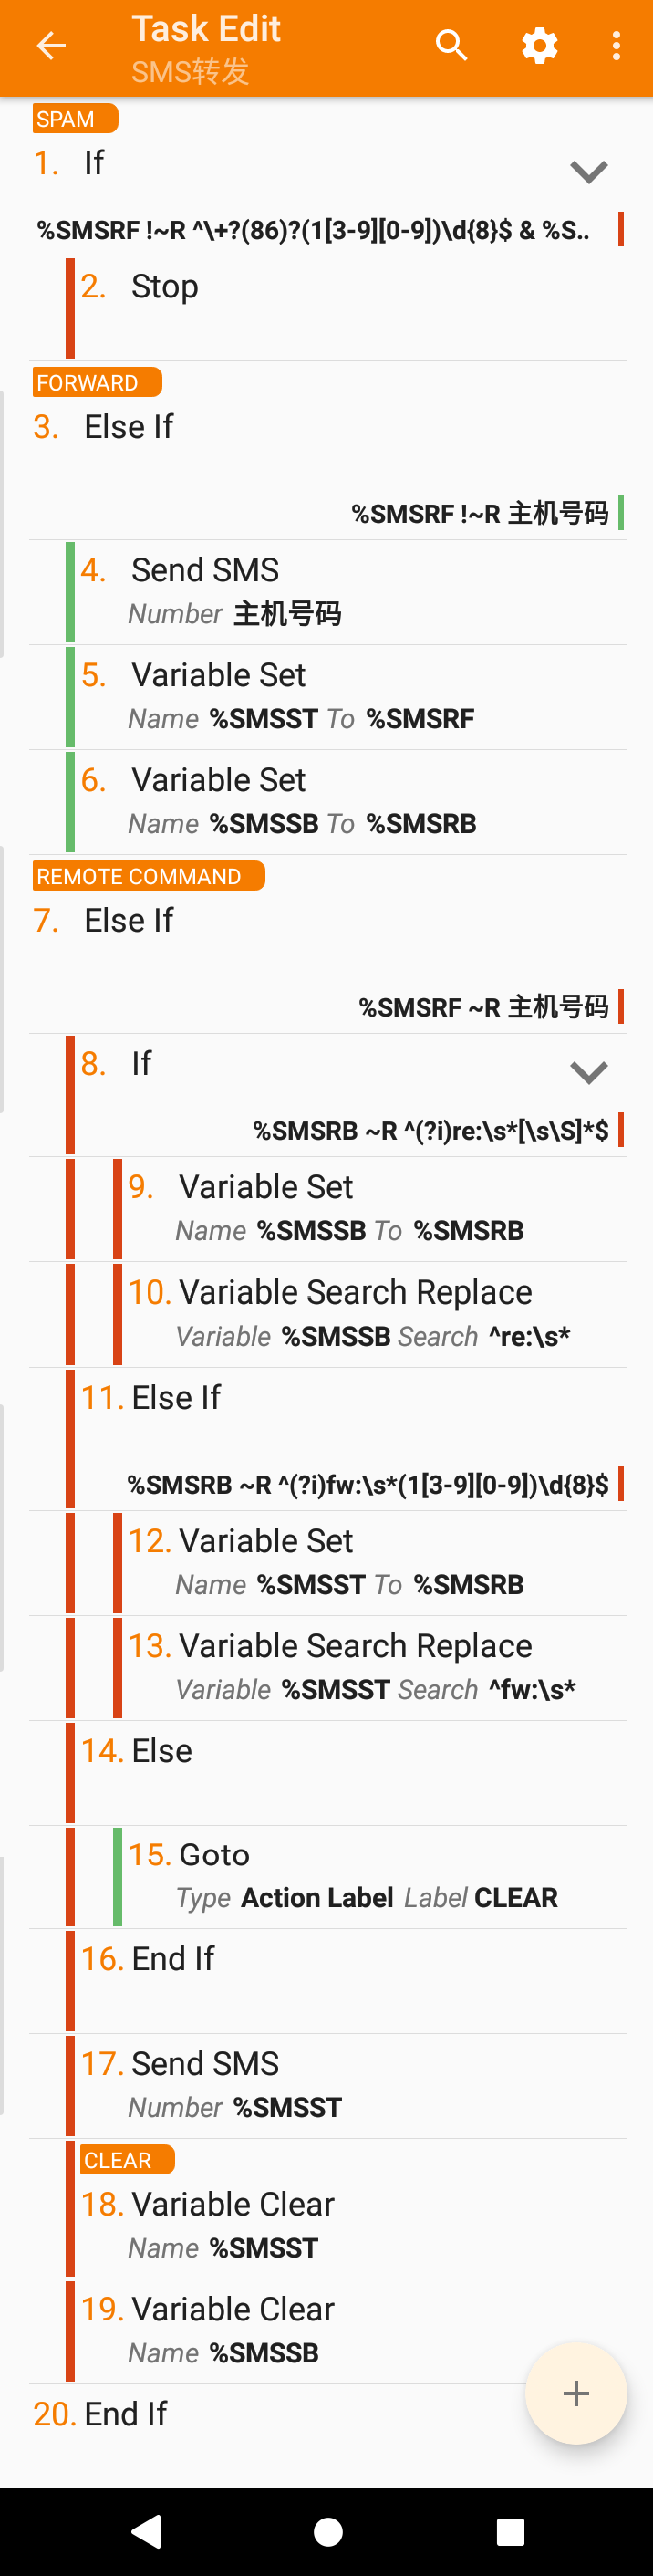 Task Edit
SMS转发
SPAM
1. If
%SMSRF !~R ^\+?(86)?(1[3-9][0-9])\d{8}$ & %S..
2. Stop
FORWARD
3. Else If
%SMSRF !~R 主机号码
4. Send SMS
Number 主机号码
5. Variable Set
Name %SMSST To %SMSRF
6. Variable Set
Name %SMSSB To %SMSRB
REMOTE COMMAND
7. Else If
%SMSRF ~R 主机号码
8. If
%SMSRB ~R ^(?i)re:\s*[\s\S]*$
9. Variable Set
Name %SMSSB To %SMSRB
10. Variable Search Replace
Variable %SMSSB Search ^re:\s*
11. Else If
%SMSRB ~R ^(?i)fw:\s*(1[3-9][0-9])\d{8}$
12. Variable Set
Name %SMSST To %SMSRB
13. Variable Search Replace
Variable %SMSST Search ^fw:\s*
14. Else
15. Goto
Type Action Label Label CLEAR
16. End If
17. Send SMS
Number %SMSST
CLEAR
18. Variable Clear
Name %SMSST
19. Variable Clear
Name %SMSSB
20. End If